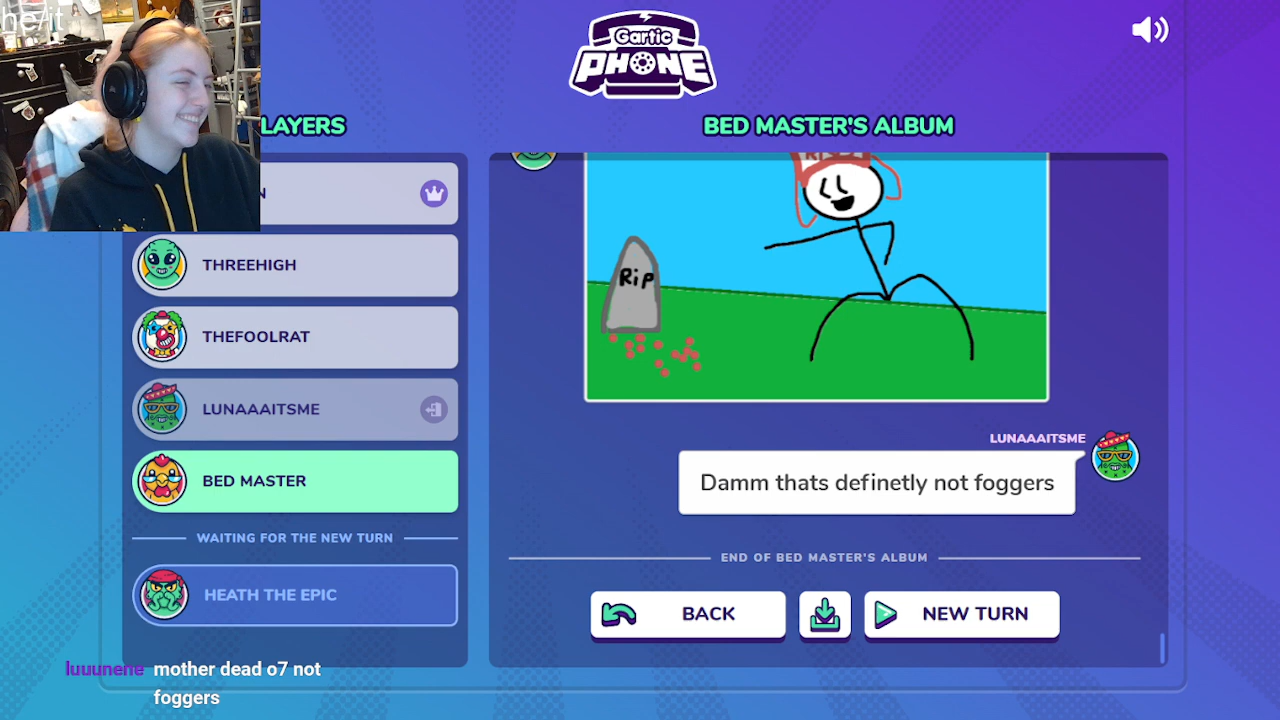 he/it
Gartic
PHONE
LAYERS
BED MASTER'S ALBUM
N
THREEHIGH
THEFOOLRAT
LUNAAAITSME
BED MASTER
WAITING FOR THE NEW TURN
HEATH THE EPIC
RIP
LUNAAAITSME
Damm thats definetly not foggers
END OF BED MASTER'S ALBUM
BACK
NEW TURN
luuunene mother dead o7 not
foggers